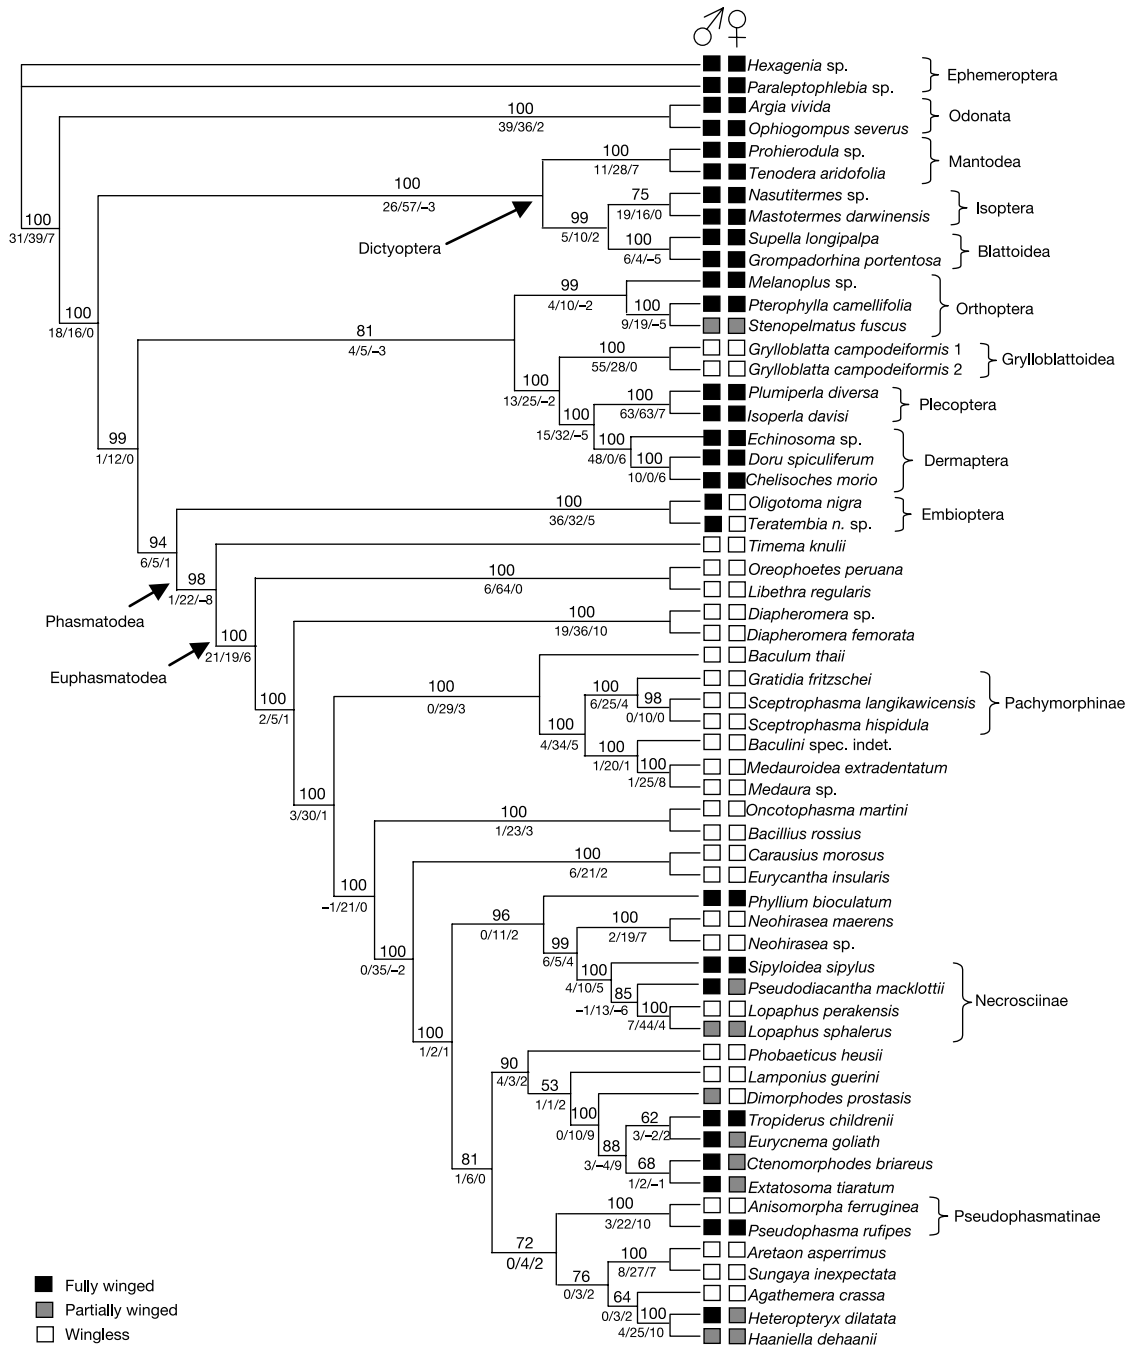 ♂ ♀
Hexagenia sp.
Ephemeroptera
Paraleptophlebia sp.
100 Argia vivida
39/36/2 Odonata
Ophiogompus severus
100 Prohierodula sp.
11/28/7 Mantodea
Tenodera aridofolia
100
26/57/–3
Dictyoptera
75 Nasutitermes sp.
19/16/0 Isoptera
Mastotermes darwinensis
99
5/10/2
100 Supella longipalpa
6/4/–5 Blattoidea
Grompadorhina portentosa
100
31/39/7
99 Melanoplus sp.
4/10/–2
100 Pterophylla camellifolia
Orthoptera
9/19/–5 Stenopelmatus fuscus
100
18/16/0
81
4/5/–3
100 Grylloblatta campodeiformis 1
55/28/0 Grylloblattoidea
Grylloblatta campodeiformis 2
100
13/25/–2
100 Plumiperla diversa
63/63/7 Plecoptera
Isoperla davisi
100
15/32/–5
100 Echinosoma sp.
48/0/6
100 Doru spiculiferum
Dermaptera
10/0/6 Chelisoches morio
99
1/12/0
100 Oligotoma nigra
36/32/5 Embioptera
Teratembia n. sp.
94
6/5/1
Timema knulii
98
1/22/–8
Phasmatodea
100 Oreophoetes peruana
6/64/0 Libethra regularis
100
21/19/6
Euphasmatodea
100 Diapheromera sp.
19/36/10 Diapheromera femorata
100
2/5/1
Baculum thaii
100
0/29/3
100 Gratidia fritzschei
6/25/4
98 Sceptrophasma langikawicensis
Pachymorphinae
0/10/0 Sceptrophasma hispidula
100
4/34/5
100 Baculini spec. indet.
1/20/1
100 Medauroidea extradentatum
1/25/8 Medaura sp.
100
3/30/1
100 Oncotophasma martini
1/23/3 Bacillius rossius
100 Carausius morosus
6/21/2 Eurycantha insularis
100
–1/21/0
96 Phyllium bioculatum
0/11/2
100 Neohirasea maerens
2/19/7 Neohirasea sp.
99
6/5/4
100
0/35/–2
100 Sipyloidea sipylus
4/10/5
85 Pseudodiacantha macklottii
–1/13/–6
Necrosciinae
100 Lopaphus perakensis
7/44/4 Lopaphus sphalerus
100
1/2/1
90 Phobaeticus heusii
4/3/2
53 Lamponius guerini
1/1/2
100 Dimorphodes prostasis
0/10/9
62 Tropiderus childrenii
3/–2/2 Eurycnema goliath
88
3/–4/9
68 Ctenomorphodes briareus
1/2/–1 Extatosoma tiaratum
81
1/6/0
100 Anisomorpha ferruginea
3/22/10 Pseudophasmatinae
Pseudophasma rufipes
72
0/4/2
100 Aretaon asperrimus
8/27/7 Sungaya inexpectata
76
0/3/2
64 Agathemera crassa
0/3/2
100 Heteropteryx dilatata
4/25/10 Haaniella dehaanii
Fully winged
Partially winged
Wingless